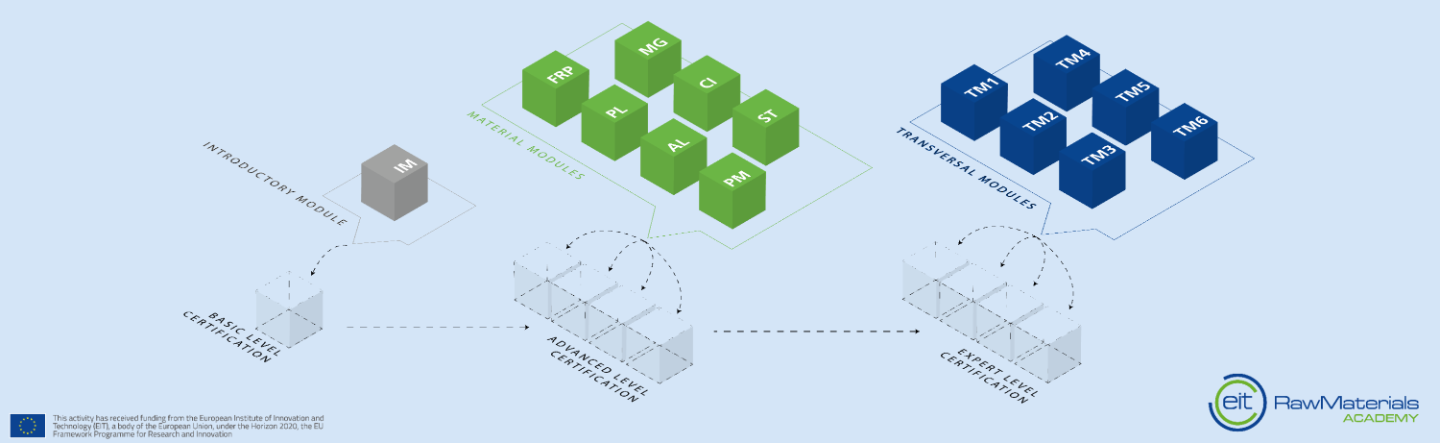 INTRODUCTORY MODULE
IM
BASIC LEVEL
CERTIFICATION
MATERIAL MODULES
FRP
MG
PL
CI
AL
ST
PM
ADVANCED LEVEL
CERTIFICATION
TRANSVERSAL MODULES
TM1
TM4
TM2
TM5
TM3
TM6
EXPERT LEVEL
CERTIFICATION
This activity has received funding from the European Institute of Innovation and
Technology (EIT), a body of the European Union, under the Horizon 2020, the EU
Framework Programme for Research and Innovation
eit RawMaterials
ACADEMY